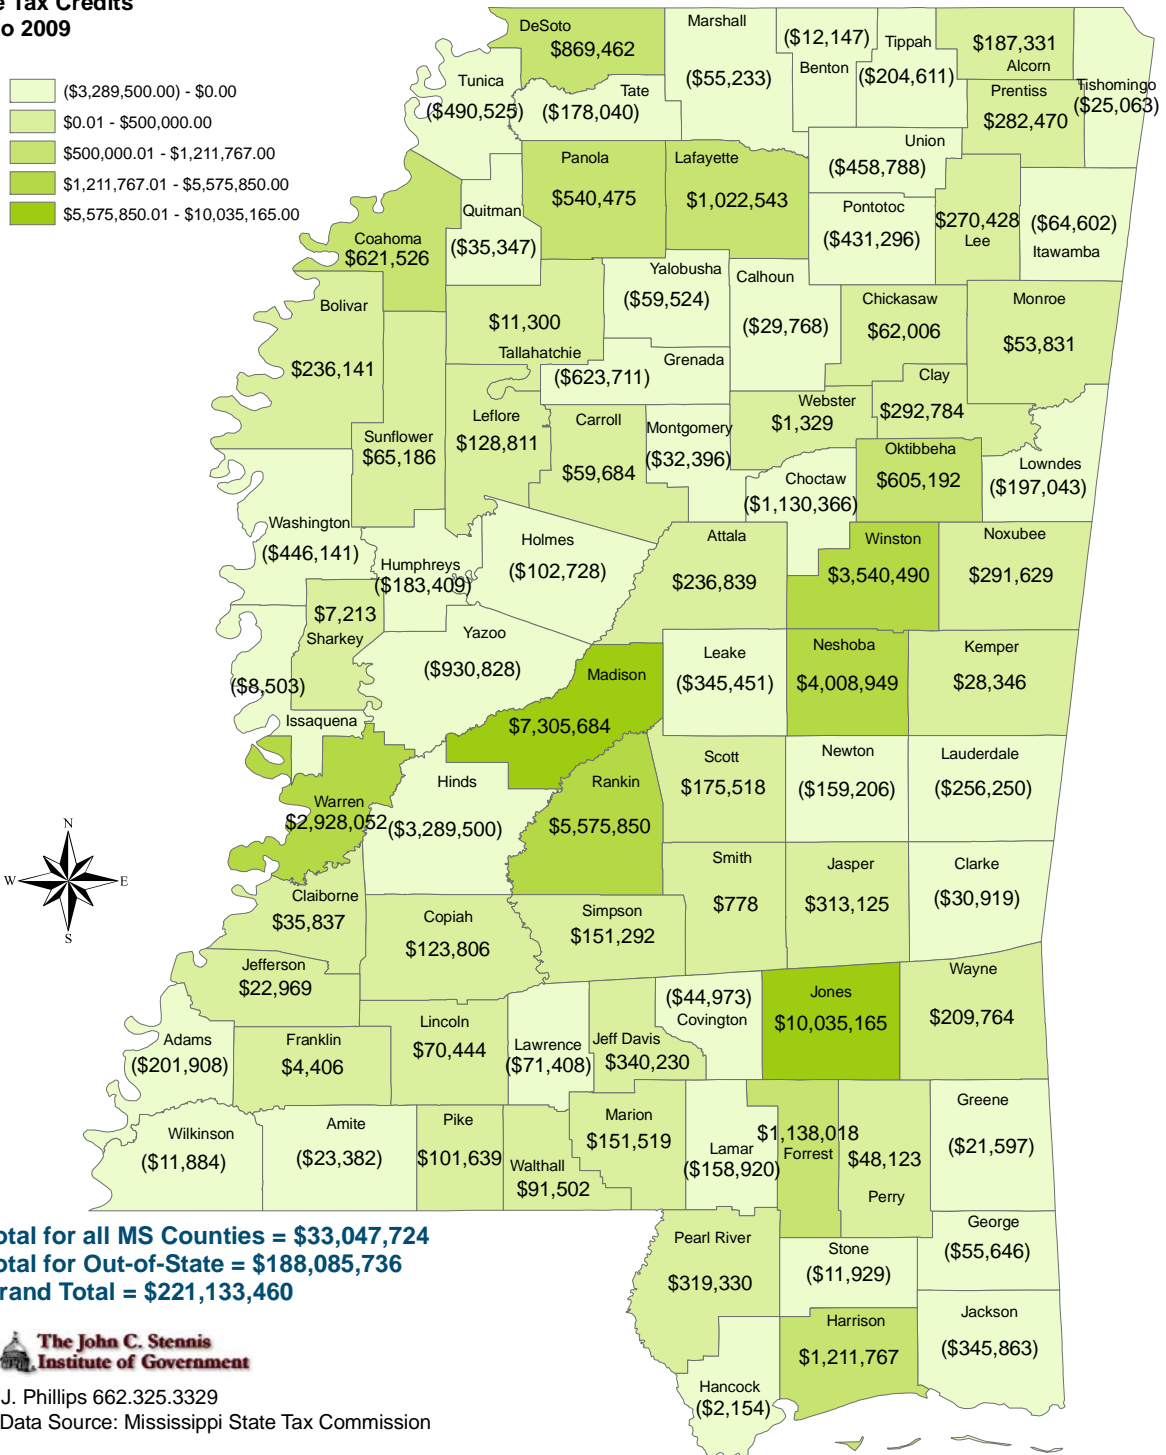 Tax Credits
2009
($3,289,500.00) - $0.00
$0.01 - $500,000.00
$500,000.01 - $1,211,767.00
$1,211,767.01 - $5,575,850.00
$5,575,850.01 - $10,035,165.00
DeSoto
$869,462
Marshall
($55,233)
($12,147)
Benton
Tippah
($204,611)
$187,331
Alcorn
Tishomingo
($25,063)
Prentiss
$282,470
Tunica
($490,525)
Tate
($178,040)
Union
($458,788)
Panola
$540,475
Lafayette
$1,022,543
Quitman
($35,347)
Pontotoc
($431,296)
$270,428
Lee
($64,602)
Itawamba
Coahoma
$621,526
Yalobusha
($59,524)
Calhoun
($29,768)
Chickasaw
$62,006
Monroe
$53,831
Bolivar
$236,141
$11,300
Tallahatchie
Grenada
($623,711)
Clay
$292,784
Webster
$1,329
Leflore
$128,811
Carroll
$59,684
Montgomery
($32,396)
Sunflower
$65,186
Oktibbeha
$605,192
Lowndes
($197,043)
Choctaw
($1,130,366)
Washington
($446,141)
Humphreys
($183,409)
Holmes
($102,728)
Attala
$236,839
Winston
$3,540,490
Noxubee
$291,629
$7,213
Sharkey
Yazoo
($930,828)
Leake
($345,451)
Neshoba
$4,008,949
Kemper
$28,346
($8,503)
Issaquena
Madison
$7,305,684
Scott
$175,518
Newton
($159,206)
Lauderdale
($256,250)
Warren
$2,928,052
Hinds
($3,289,500)
Rankin
$5,575,850
N
W
E
S
Smith
$778
Jasper
$313,125
Clarke
($30,919)
Claiborne
$35,837
Copiah
$123,806
Simpson
$151,292
Jefferson
$22,969
($44,973)
Covington
Jones
$10,035,165
Wayne
$209,764
Adams
($201,908)
Franklin
$4,406
Lincoln
$70,444
Lawrence
($71,408)
Jeff Davis
$340,230
Wilkinson
($11,884)
Amite
($23,382)
Pike
$101,639
Walthall
$91,502
Marion
$151,519
Lamar
($158,920)
$1,138,018
Forrest
$48,123
Perry
Greene
($21,597)
Pearl River
$319,330
Stone
($11,929)
George
($55,646)
Harrison
$1,211,767
Jackson
($345,863)
Hancock
($2,154)
otal for all MS Counties = $33,047,724
otal for Out-of-State = $188,085,736
rand Total = $221,133,460
The John C. Stennis
Institute of Government
J. Phillips 662.325.3329
Data Source: Mississippi State Tax Commission